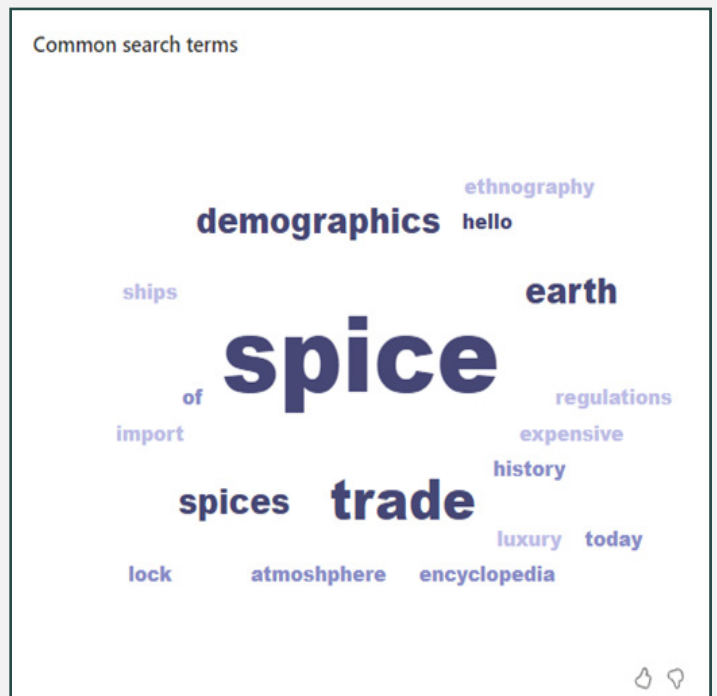 Common search terms
ethnography
demographics hello
ships
earth
spice
of
regulations
import
expensive
history
spices trade
luxury today
lock atmoshphere encyclopedia